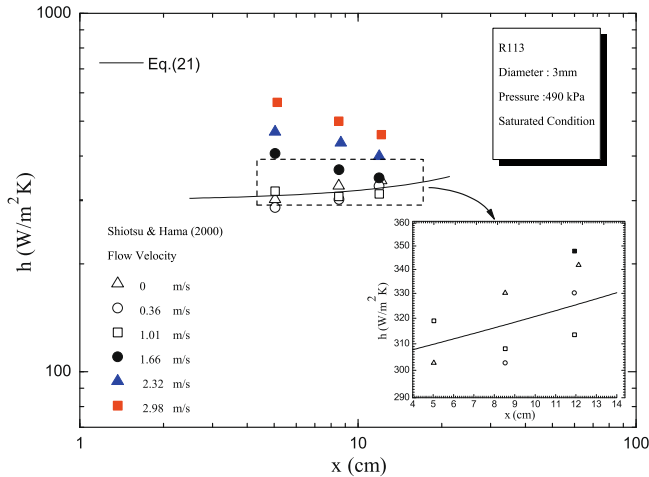 1000
100
h (W/m²K)
Eq.(21)
R113
Diameter : 3mm
Pressure :490 kPa
Saturated Condition
Shiotsu & Hama (2000)
Flow Velocity
0 m/s
0.36 m/s
1.01 m/s
1.66 m/s
2.32 m/s
2.98 m/s
360
350
340
330
320
310
300
290
h (W/m²K)
4 5 6 7 8 9 10 11 12 13 14
x (cm)
1 10 100
x (cm)